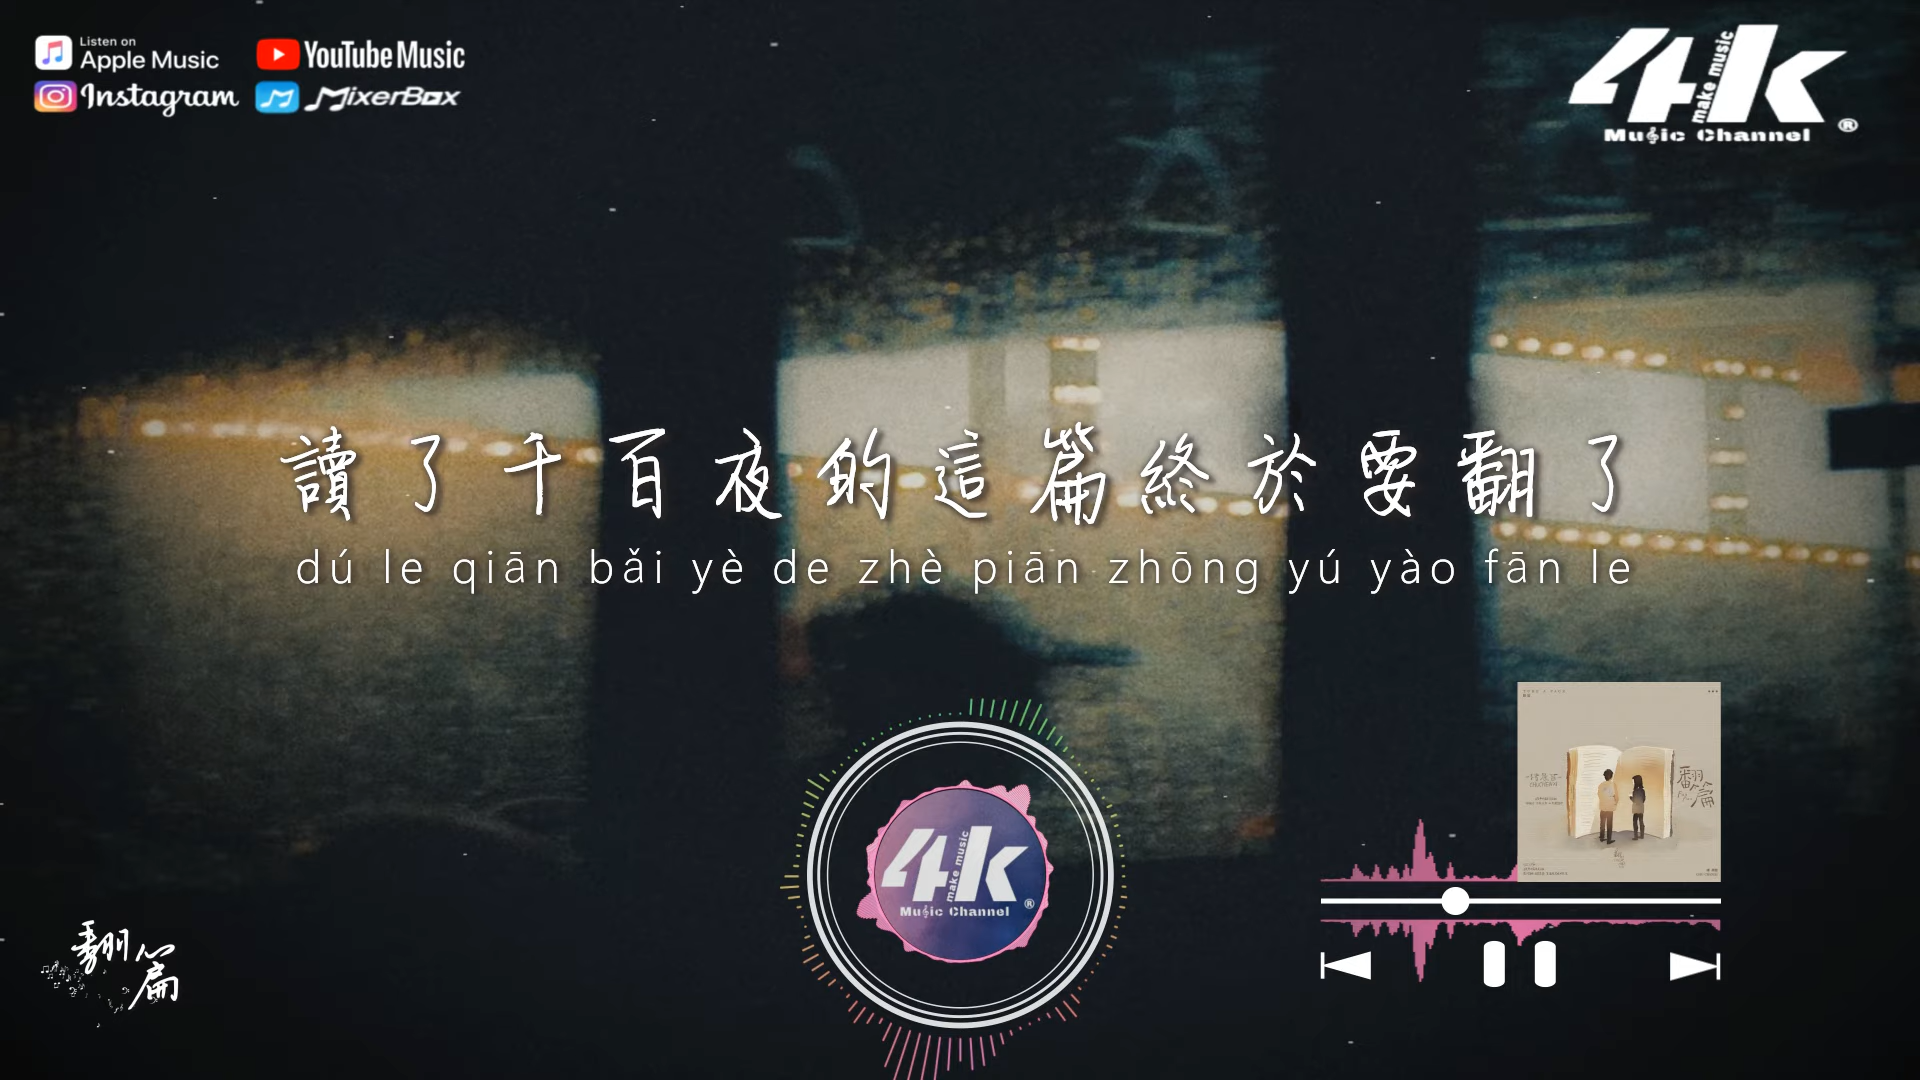 Listen on
Apple Music
YouTube Music
Instagram
MixerBox
4k
make music
Music Channel
®
讀了千百夜的這篇終於要翻了
dú le qiān bǎi yè de zhè piān zhōng yú yào fān le
4k
make music
Music Channel
®
翻篇
翻篇